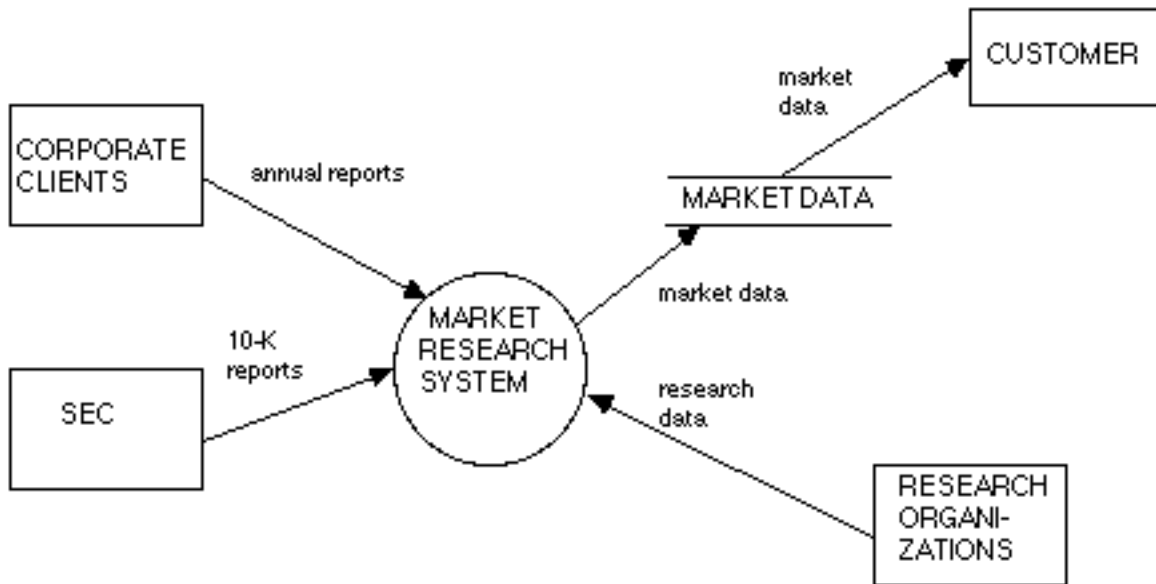 CUSTOMER
market
data
CORPORATE
CLIENTS
annual reports
MARKET DATA
market data
MARKET
RESEARCH
SYSTEM
10-K
reports
SEC
research
data
RESEARCH
ORGANI-
ZATIONS